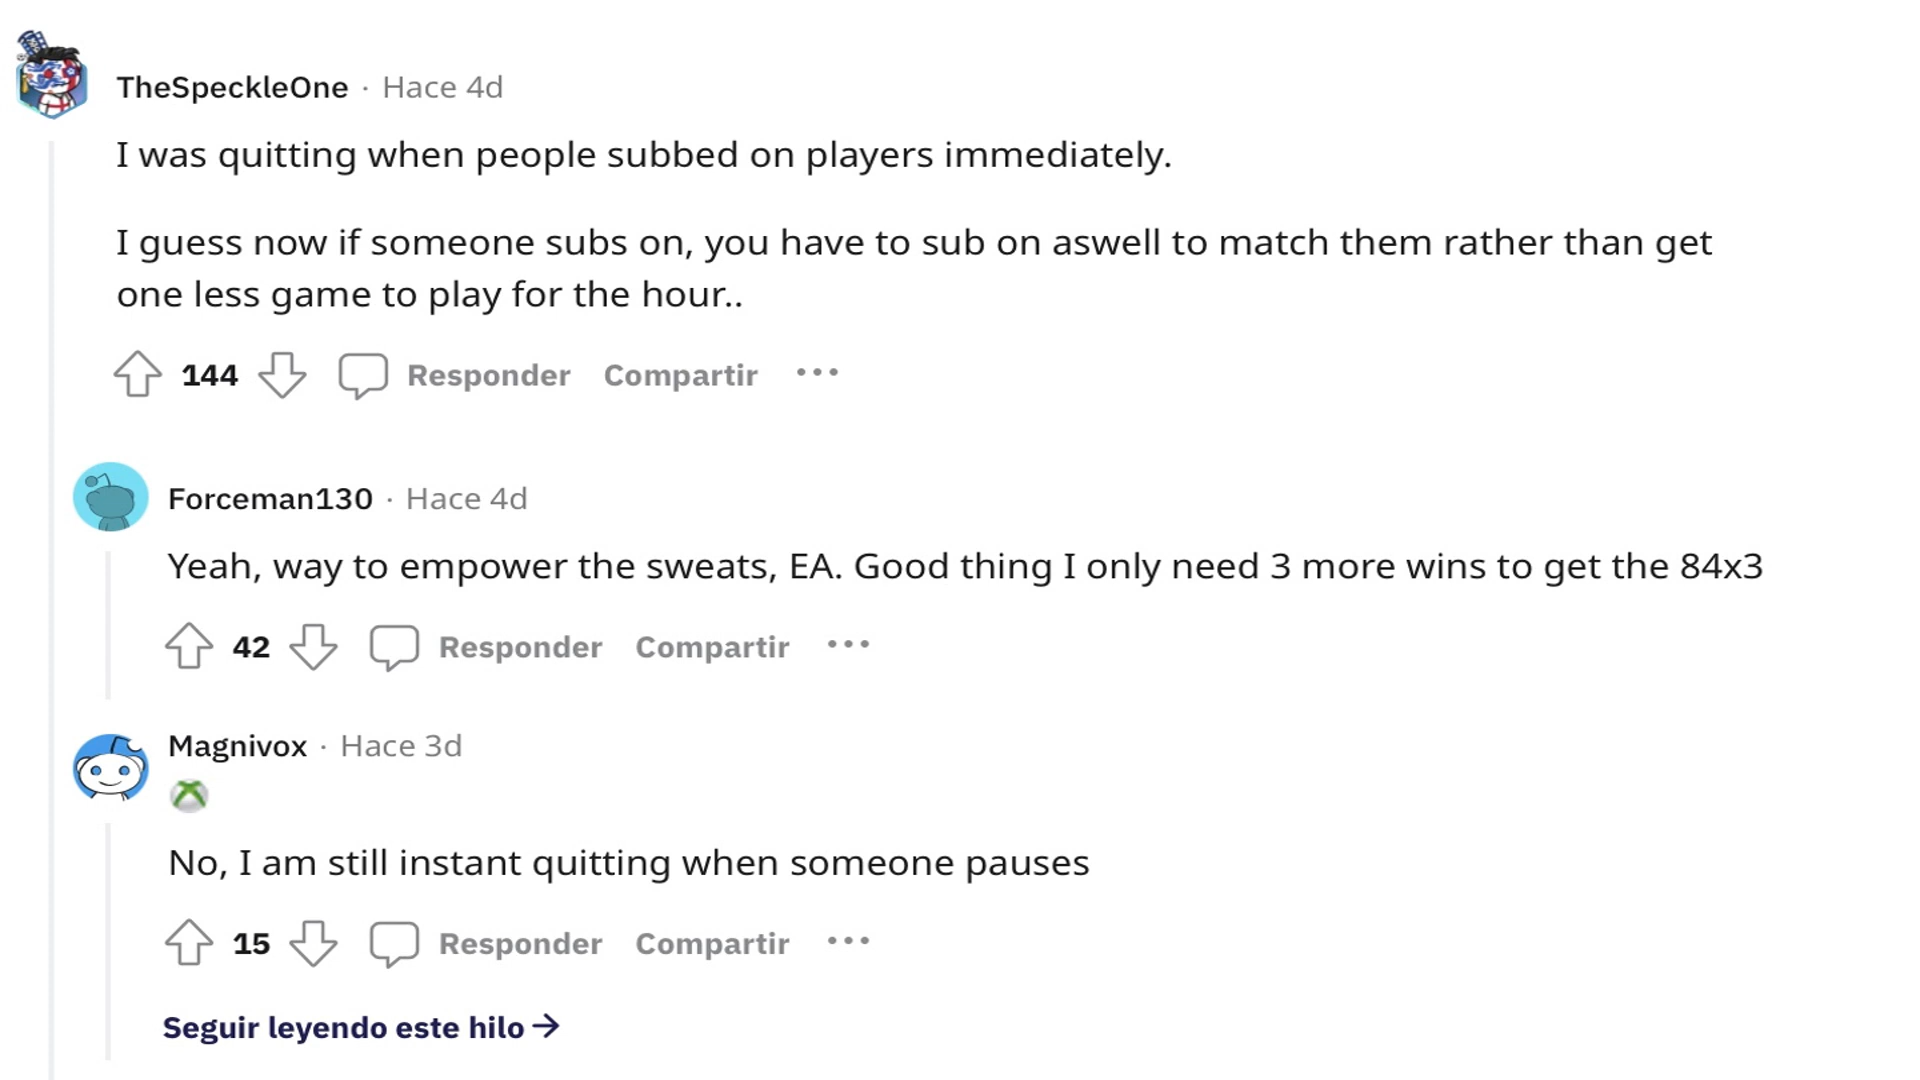 TheSpeckleOne · Hace 4d
I was quitting when people subbed on players immediately.
I guess now if someone subs on, you have to sub on aswell to match them rather than get
one less game to play for the hour..
144 Responder Compartir ...
Forceman130 · Hace 4d
Yeah, way to empower the sweats, EA. Good thing I only need 3 more wins to get the 84x3
42 Responder Compartir ...
Magnivox · Hace 3d
No, I am still instant quitting when someone pauses
15 Responder Compartir ...
Seguir leyendo este hilo →